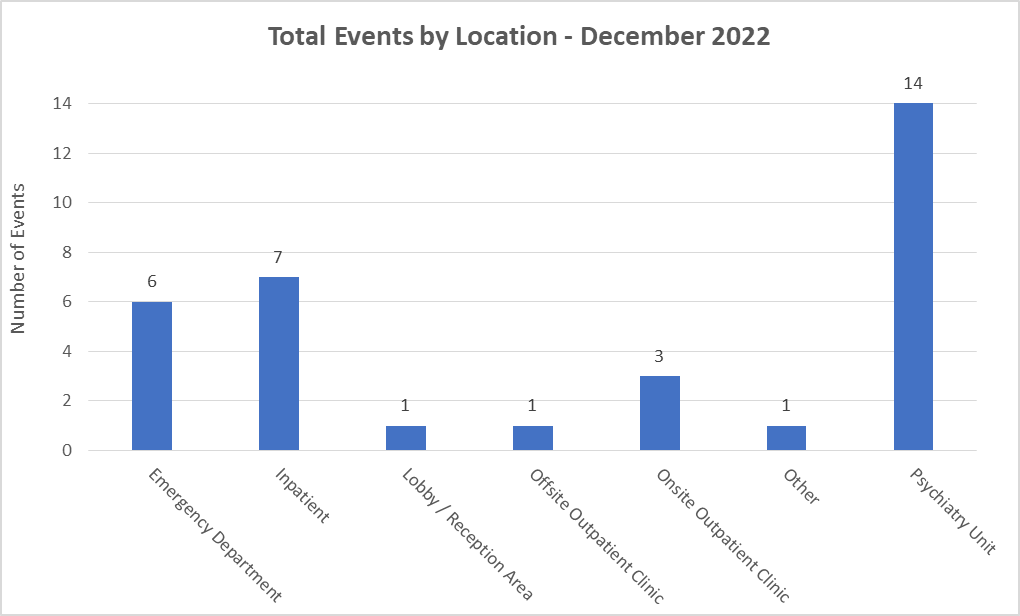 Total Events by Location - December 2022
Number of Events
14
12
10
8
6
4
2
0
6
7
1
1
3
1
14
Emergency Department
Inpatient
Lobby / Reception Area
Offsite Outpatient Clinic
Onsite Outpatient Clinic
Other
Psychiatry Unit